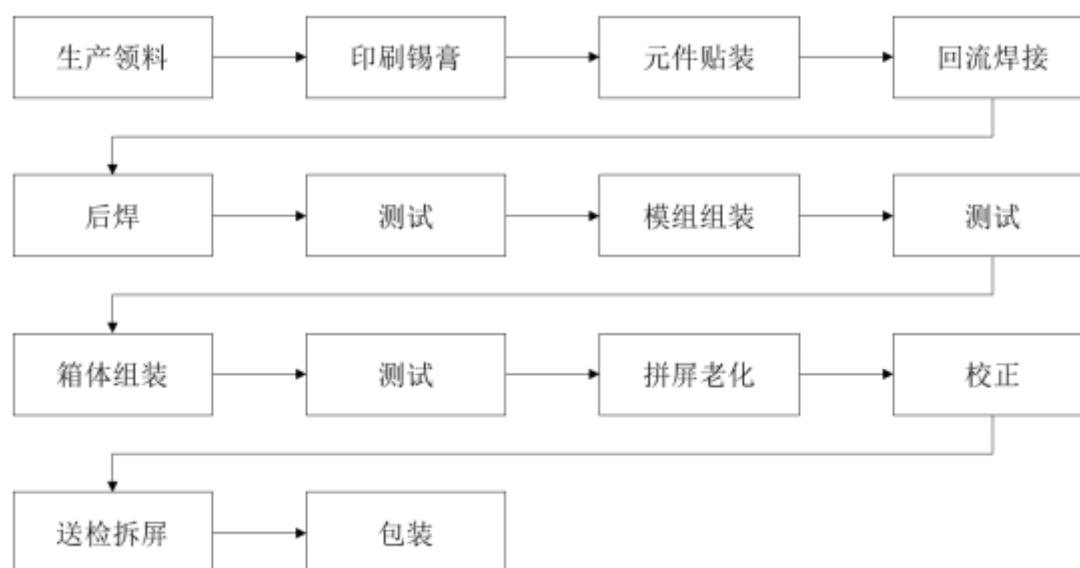 生产领料
印刷锡膏
元件贴装
回流焊接
后焊
测试
模组组装
测试
箱体组装
测试
拼屏老化
校正
送检拆屏
包装